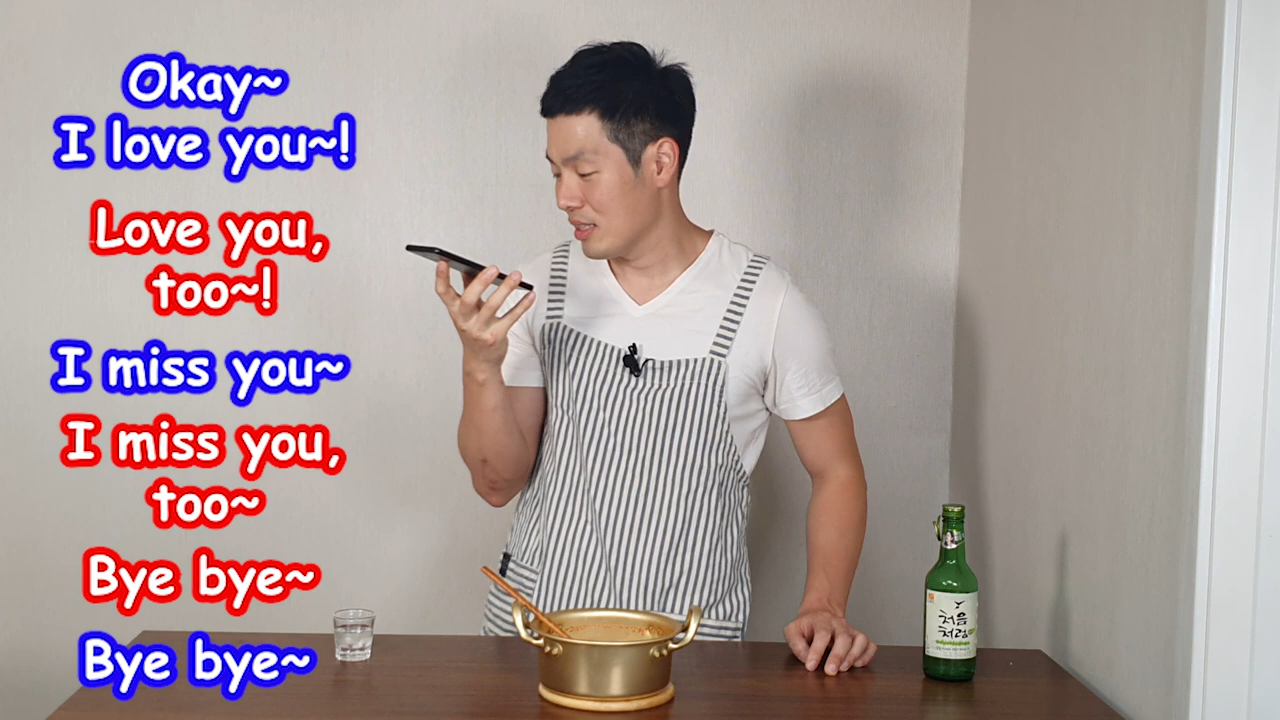 Okay~
I love you~!
Love you,
too~!
I miss you~
I miss you,
too~
Bye bye~
Bye bye~
처음
처럼